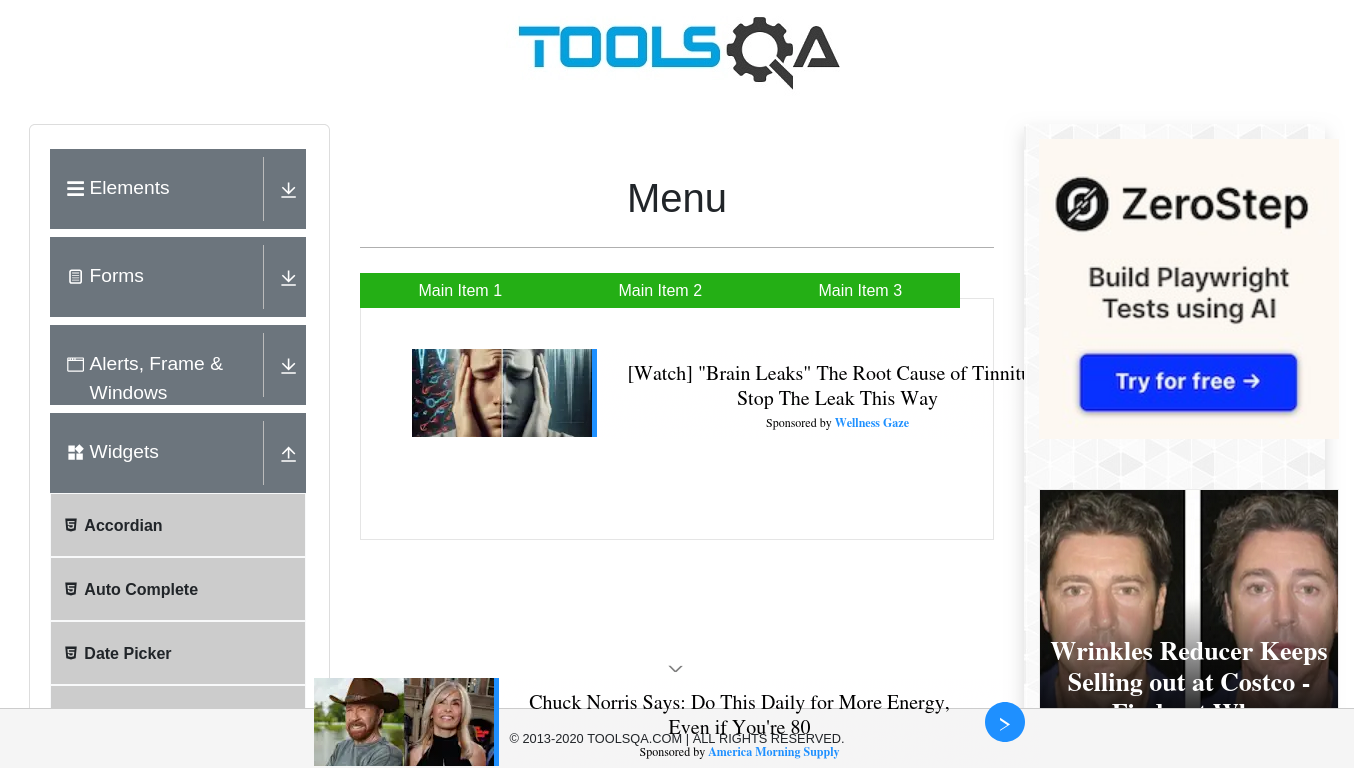 TOOLSQA
Elements
Forms
Alerts, Frame &
Windows
Widgets
Accordian
Auto Complete
Date Picker
Menu
Main Item 1
Main Item 2
Main Item 3
[Watch] "Brain Leaks" The Root Cause of
Stop The Leak This Way
Sponsored by Wellness Gaze
ZeroStep
Build Playwright
Tests using AI
Try for free →
Wrinkles Reducer Keeps
Selling out at Costco -
Chuck Norris Says: Do This Daily for More Energy,
Even if You're 80
© 2013-2020 TOOLSQA.COM | ALL RIGHTS RESERVED.
Sponsored by America Morning Supply